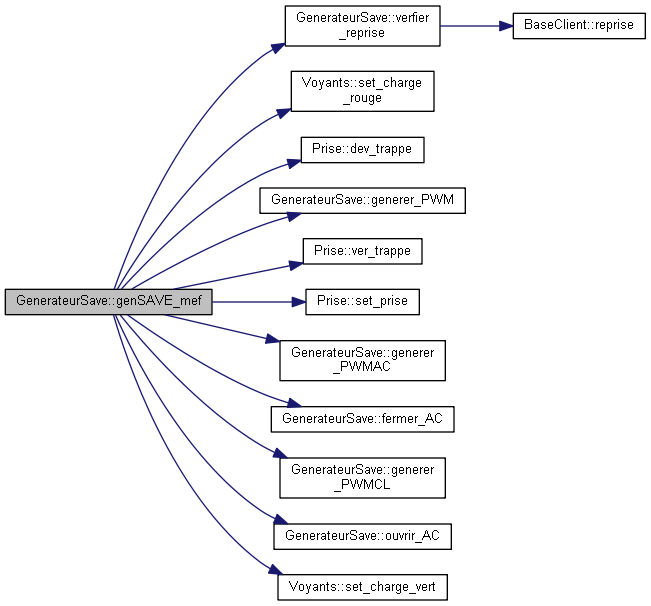 GenerateurSave::verfier
_reprise
BaseClient::reprise
Voyants::set_charge
_rouge
Prise::dev_trappe
GenerateurSave::generer_PWM
Prise::ver_trappe
GenerateurSave::genSAVE_mef
Prise::set_prise
GenerateurSave::generer
_PWMAC
GenerateurSave::fermer_AC
GenerateurSave::generer
_PWMCL
GenerateurSave::ouvrir_AC
Voyants::set_charge_vert